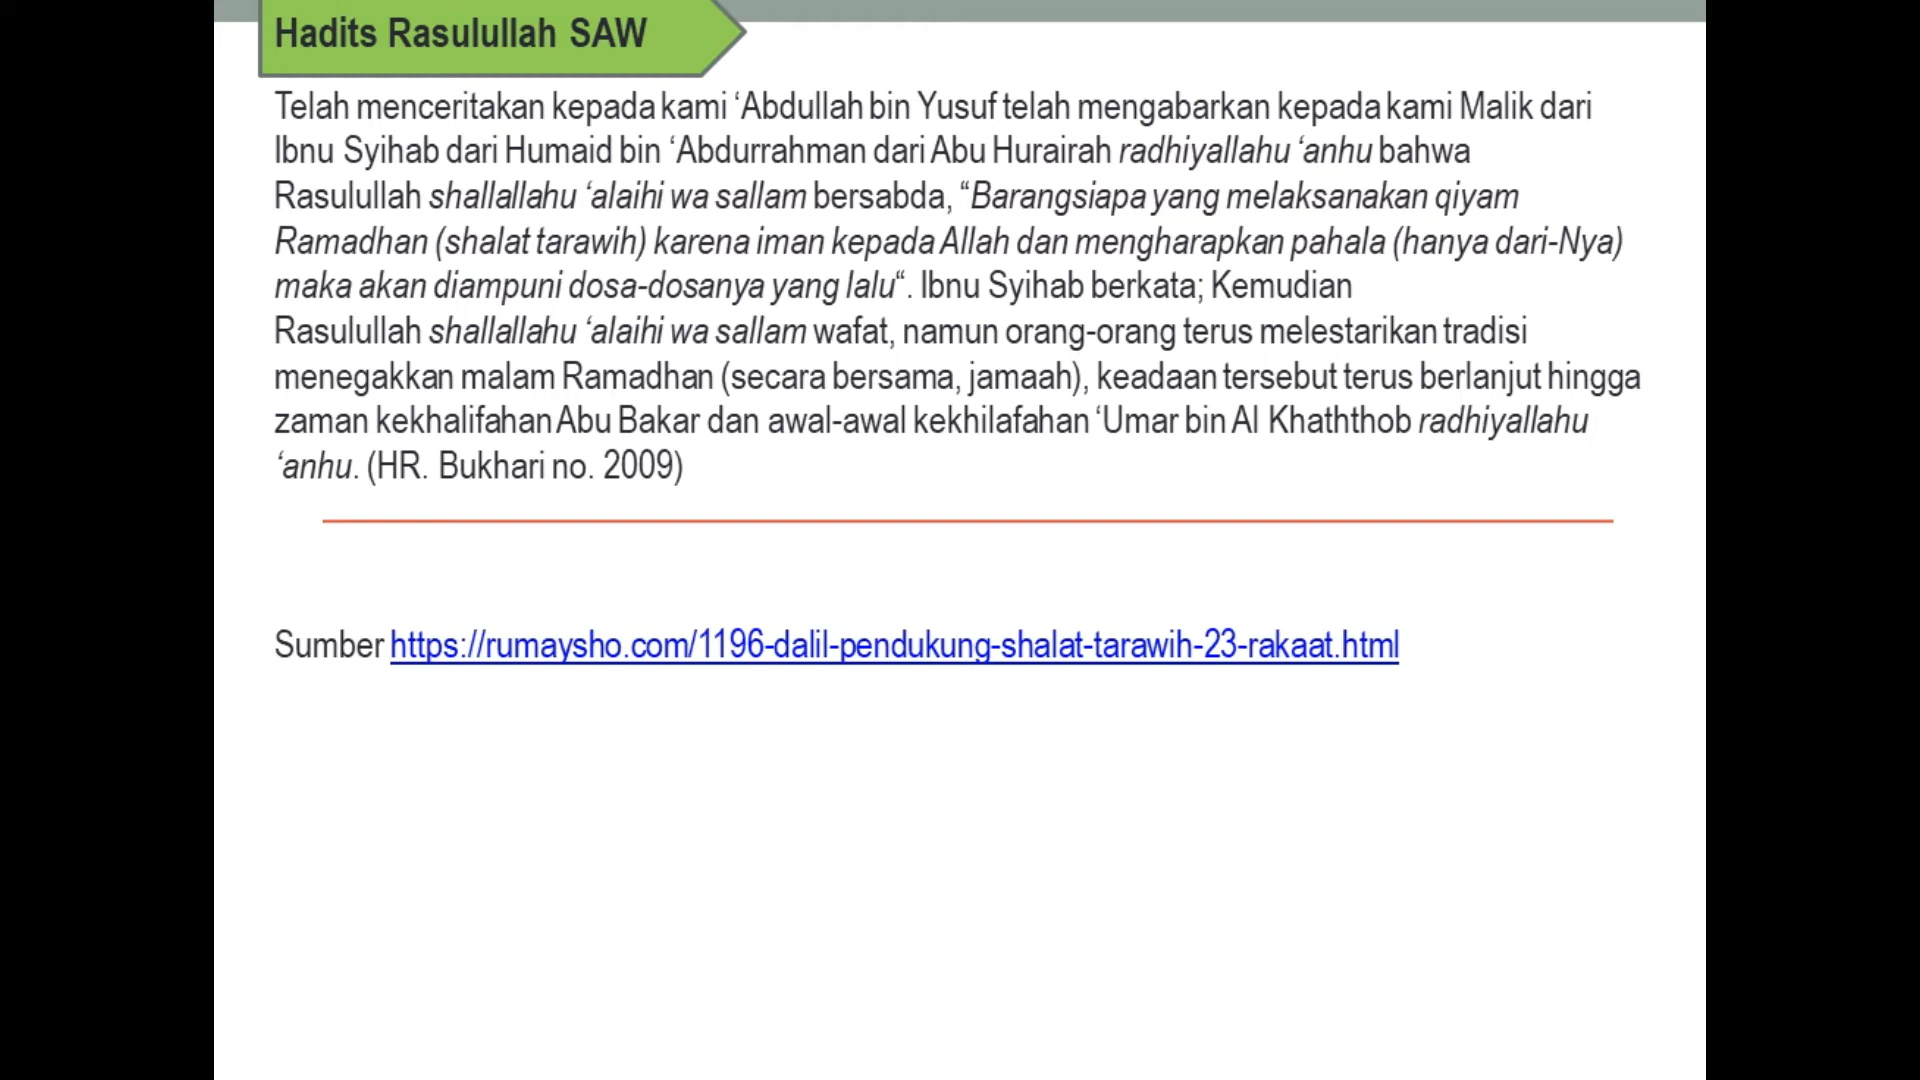 Hadits Rasulullah SAW
Telah menceritakan kepada kami ‘Abdullah bin Yusuf telah mengabarkan kepada kami Malik dari
Ibnu Syihab dari Humaid bin ‘Abdurrahman dari Abu Hurairah radhiyallahu ‘anhu bahwa
Rasulullah shallallahu ‘alaihi wa sallam bersabda, “Barangsiapa yang melaksanakan qiyam
Ramadhan (shalat tarawih) karena iman kepada Allah dan mengharapkan pahala (hanya dari-Nya)
maka akan diampuni dosa-dosanya yang lalu“. Ibnu Syihab berkata; Kemudian
Rasulullah shallallahu ‘alaihi wa sallam wafat, namun orang-orang terus melestarikan tradisi
menegakkan malam Ramadhan (secara bersama, jamaah), keadaan tersebut terus berlanjut hingga
zaman kekhalifahan Abu Bakar dan awal-awal kekhilafahan ‘Umar bin Al Khaththob radhiyallahu
‘anhu. (HR. Bukhari no. 2009)
Sumber https://rumaysho.com/1196-dalil-pendukung-shalat-tarawih-23-rakaat.html